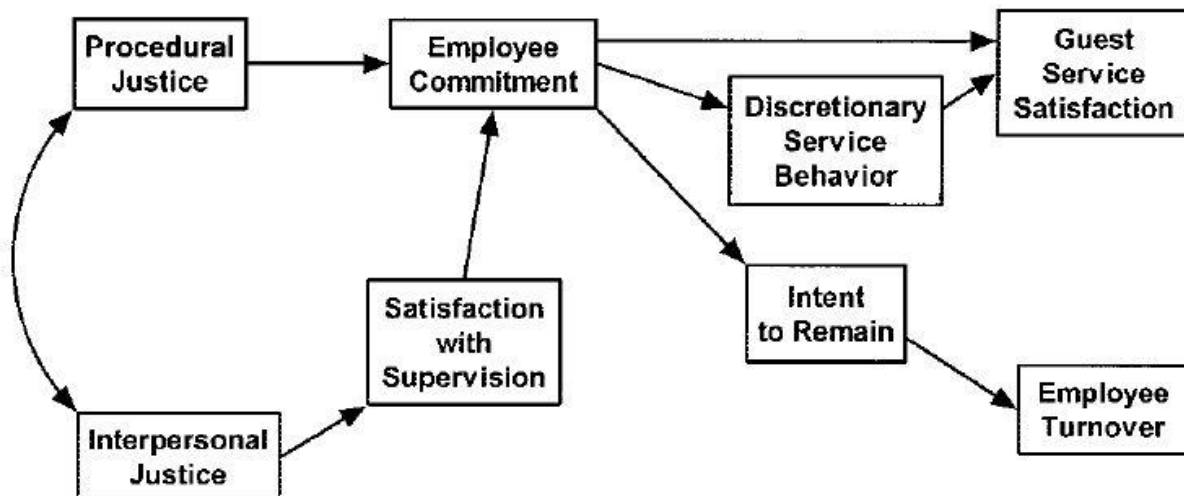 Procedural
Justice
Employee
Commitment
Guest
Service
Satisfaction
Discretionary
Service
Behavior
Satisfaction
with
Supervision
Intent
to Remain
Interpersonal
Justice
Employee
Turnover